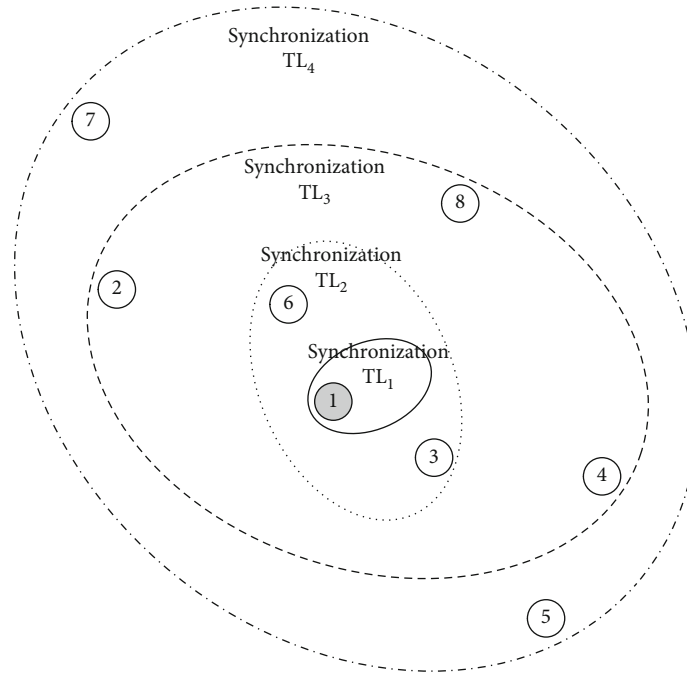 Synchronization
TL4
7
Synchronization
TL3
8
Synchronization
TL2
2
6
Synchronization
TL1
1
3
4
5